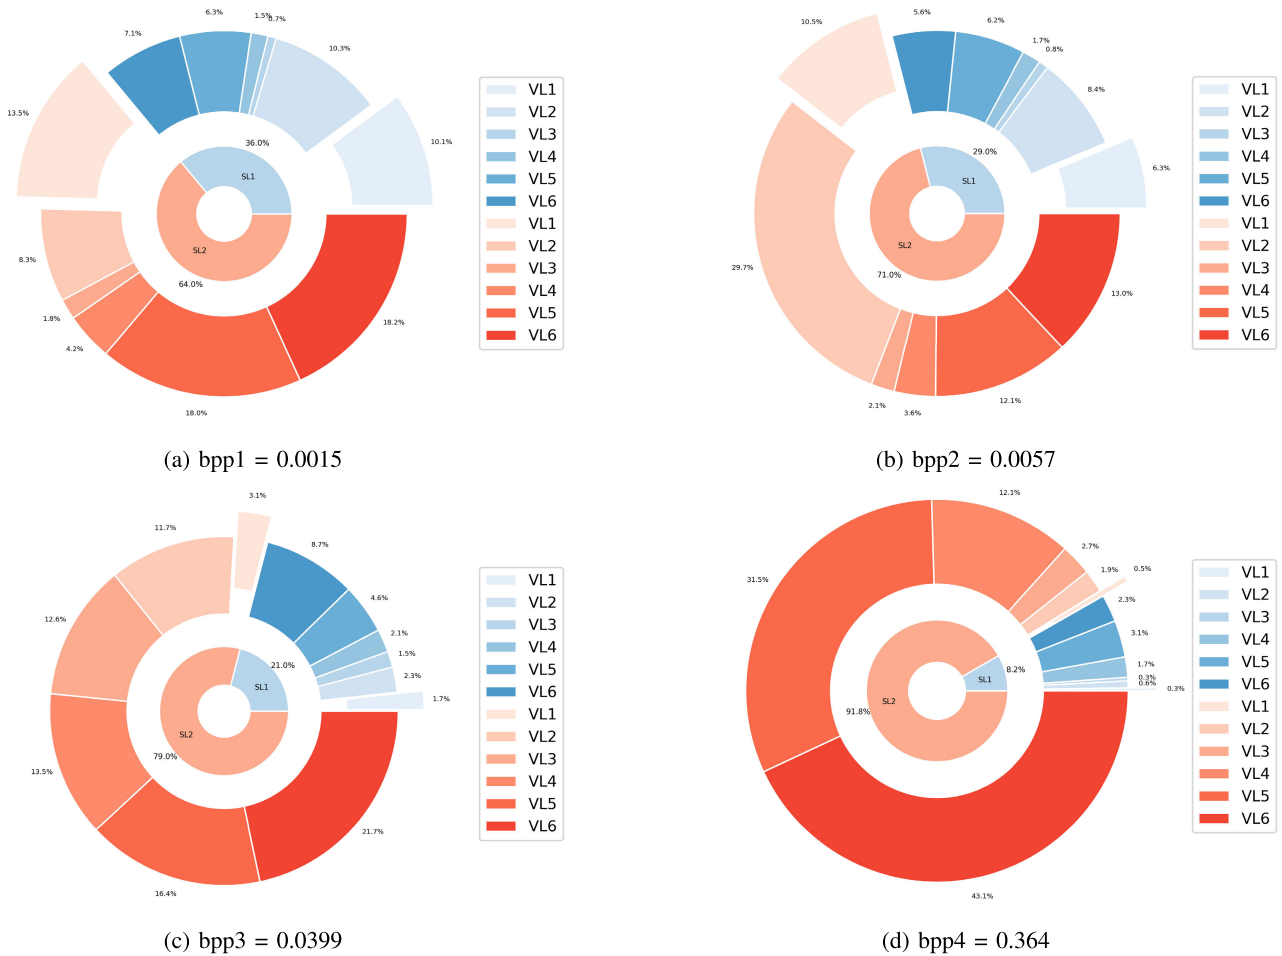 6.3%
1.5%
0.7%
7.1%
10.3%
13.5%
10.1%
36.0%
SL1
SL2
8.3%
64.0%
1.8%
4.2%
18.2%
18.0%
VL1
VL2
VL3
VL4
VL5
VL6
VL1
VL2
VL3
VL4
VL5
VL6
(a) bpp1 = 0.0015
5.6%
10.5%
6.2%
1.7%
0.8%
8.4%
29.0%
6.3%
SL1
SL2
29.7%
71.0%
13.0%
2.1%
3.6%
12.1%
VL1
VL2
VL3
VL4
VL5
VL6
VL1
VL2
VL3
VL4
VL5
VL6
(b) bpp2 = 0.0057
3.1%
11.7%
8.7%
4.6%
12.6%
2.1%
1.5%
21.0%
2.3%
SL1
1.7%
SL2
79.0%
13.5%
21.7%
16.4%
VL1
VL2
VL3
VL4
VL5
VL6
VL1
VL2
VL3
VL4
VL5
VL6
(c) bpp3 = 0.0399
12.1%
2.7%
31.5%
1.9%
0.5%
2.3%
3.1%
1.7%
8.2%
0.3%
SL1
0.6%
0.3%
SL2
91.8%
43.1%
VL1
VL2
VL3
VL4
VL5
VL6
VL1
VL2
VL3
VL4
VL5
VL6
(d) bpp4 = 0.364